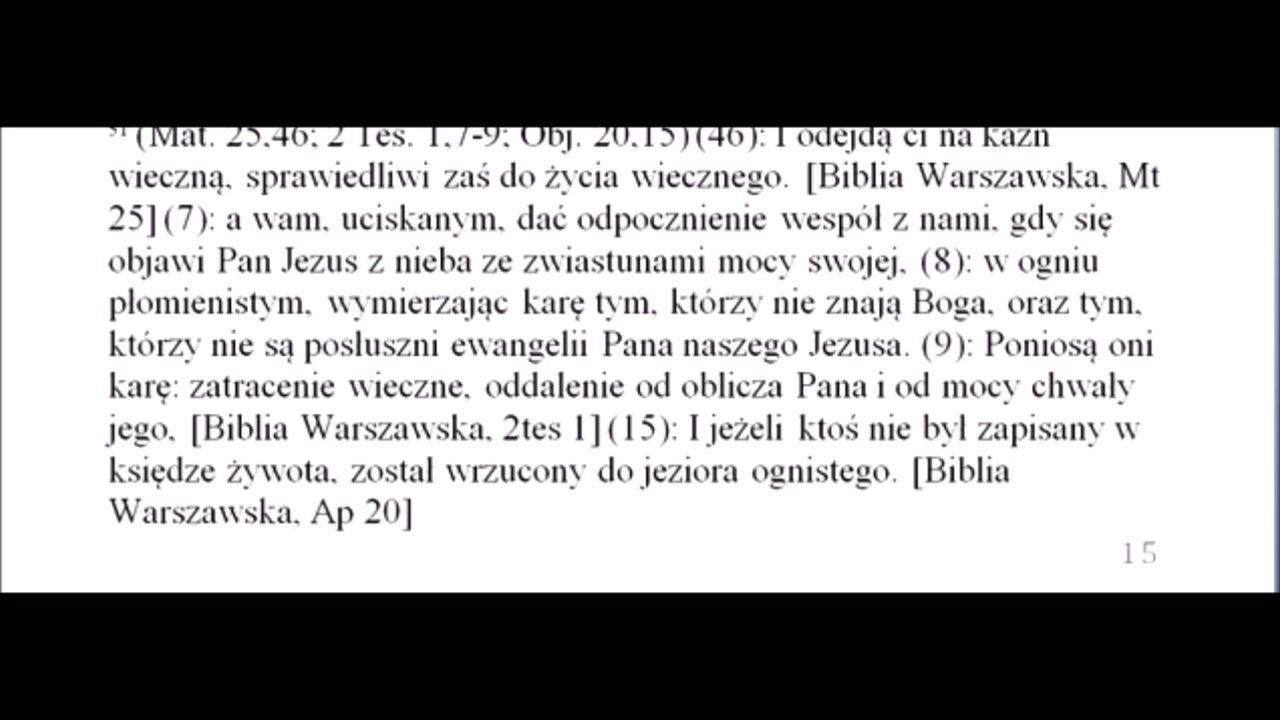 51 (Mat. 25,46; 2 Tes. 1,7-9; Obj. 20,15)(46): I odejdą ci na kaźń
wieczną, sprawiedliwi zaś do życia wiecznego. [Biblia Warszawska, Mt
25](7): a wam, uciskanym, dać odpocznienie wespół z nami, gdy się
objawi Pan Jezus z nieba ze zwiastunami mocy swojej, (8): w ogniu
płomienistym, wymierzając karę tym, którzy nie znają Boga, oraz tym,
którzy nie są posłuszni ewangelii Pana naszego Jezusa. (9): Poniosą oni
karę: zatracenie wieczne, oddalenie od oblicza Pana i od mocy chwały
jego, [Biblia Warszawska, 2tes 1](15): I jeżeli ktoś nie był zapisany w
księdze żywota, został wrzucony do jeziora ognistego. [Biblia
Warszawska, Ap 20]
15